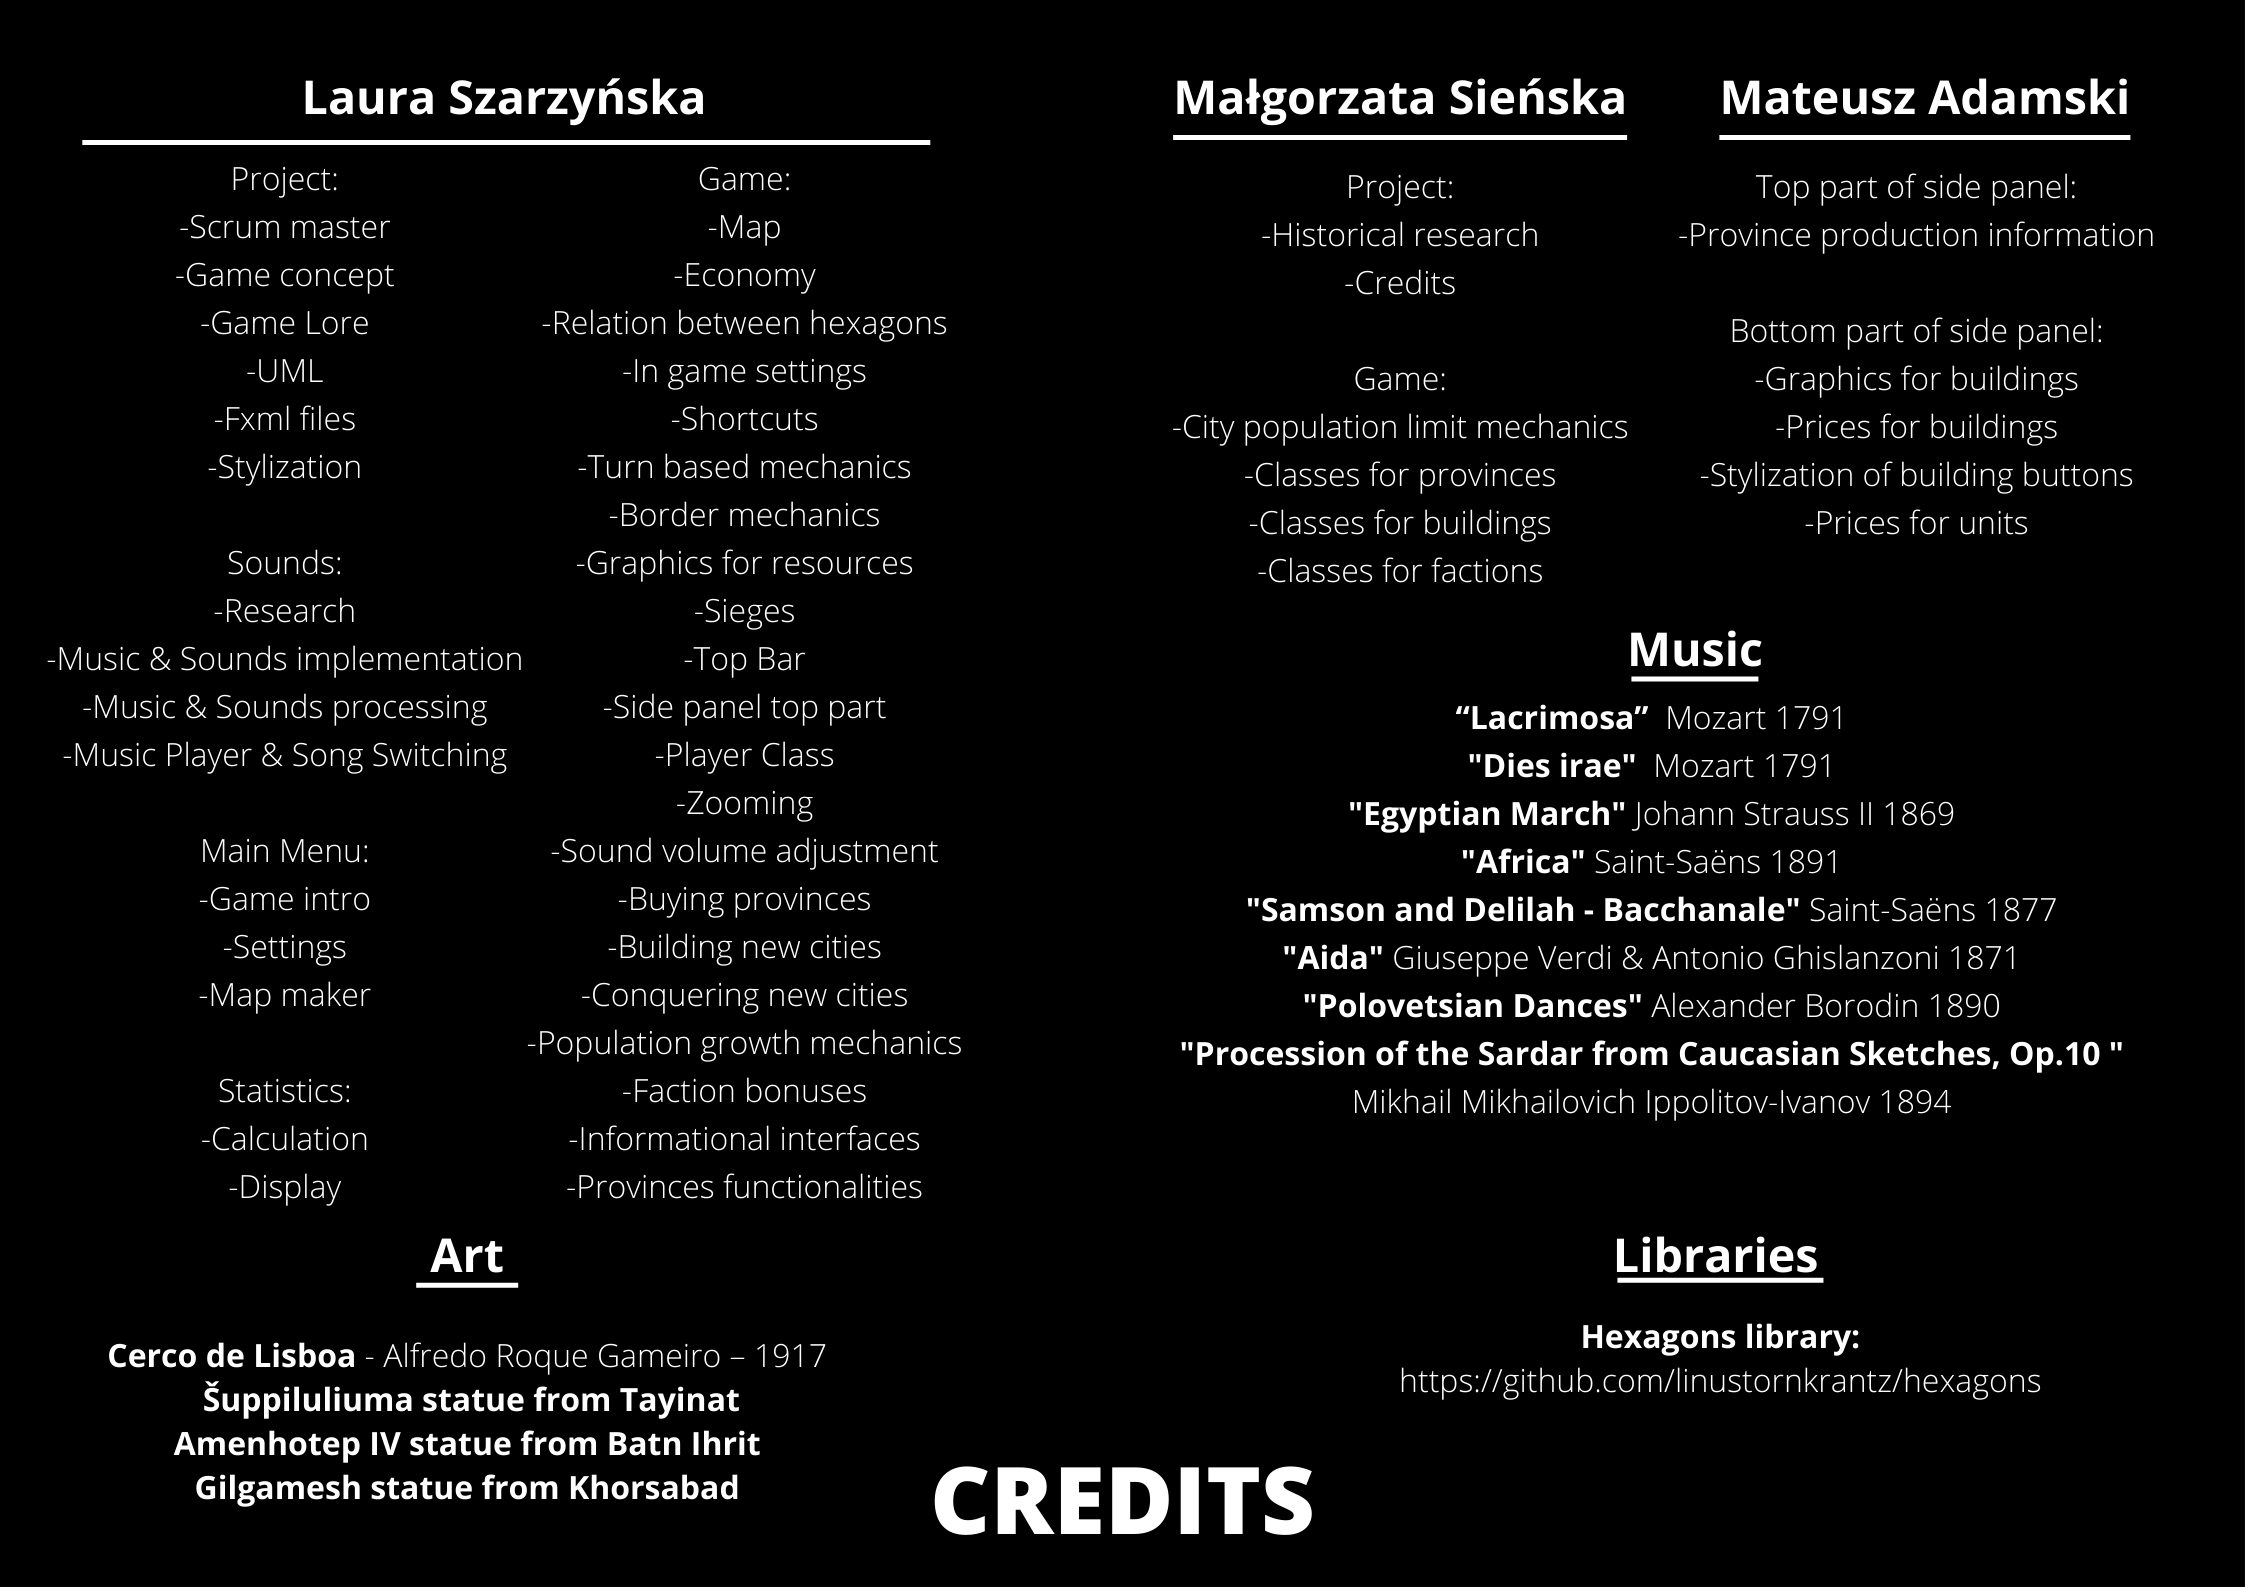 Laura Szarzyńska
Project:
-Scrum master
-Game concept
-Game Lore
-UML
-Fxml files
-Stylization
Sounds:
-Research
-Music & Sounds implementation
-Music & Sounds processing
-Music Player & Song Switching
Main Menu:
-Game intro
-Settings
-Map maker
Statistics:
-Calculation
-Display
Game:
-Map
-Economy
-Relation between hexagons
-In game settings
-Shortcuts
-Turn based mechanics
-Border mechanics
-Graphics for resources
-Sieges
-Top Bar
-Side panel top part
-Player Class
-Zooming
-Sound volume adjustment
-Buying provinces
-Building new cities
-Conquering new cities
-Population growth mechanics
-Faction bonuses
-Informational interfaces
-Provinces functionalities
Małgorzata Sieńska
Project:
-Historical research
-Credits
Game:
-City population limit mechanics
-Classes for provinces
-Classes for buildings
-Classes for factions
Mateusz Adamski
Top part of side panel:
-Province production information
Bottom part of side panel:
-Graphics for buildings
-Prices for buildings
-Stylization of building buttons
-Prices for units
Music
“Lacrimosa” Mozart 1791
"Dies irae" Mozart 1791
"Egyptian March" Johann Strauss II 1869
"Africa" Saint-Saëns 1891
"Samson and Delilah - Bacchanale" Saint-Saëns 1877
"Aida" Giuseppe Verdi & Antonio Ghislanzoni 1871
"Polovetsian Dances" Alexander Borodin 1890
"Procession of the Sardar from Caucasian Sketches, Op.10 "
Mikhail Mikhailovich Ippolitov-Ivanov 1894
Art
Cerco de Lisboa - Alfredo Roque Gameiro – 1917
Šuppiluliuma statue from Tayinat
Amenhotep IV statue from Batn Ihrit
Gilgamesh statue from Khorsabad
Libraries
Hexagons library:
https://github.com/linustornkrantz/hexagons
CREDITS